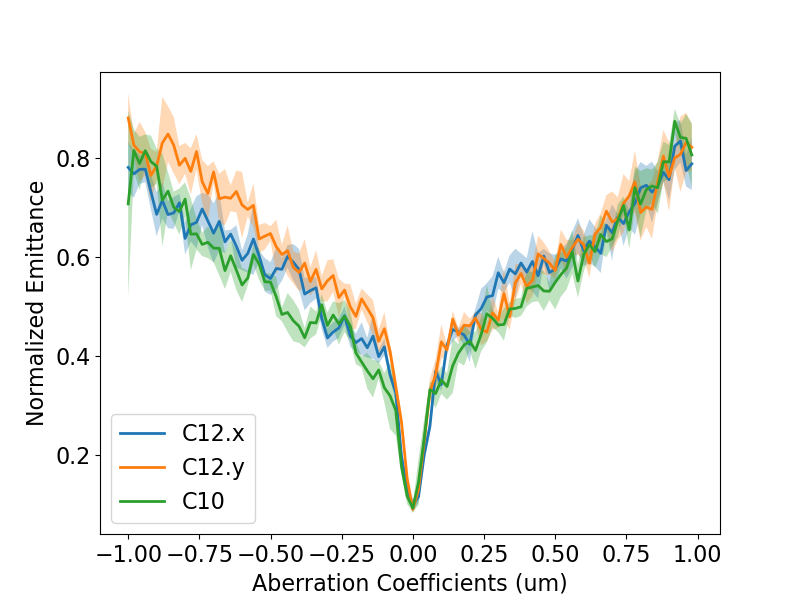 Normalized Emittance
0.8
0.6
0.4
0.2
C12.x
C12.y
C10
−1.00 −0.75 −0.50 −0.25 0.00 0.25 0.50 0.75 1.00
Aberration Coefficients (um)